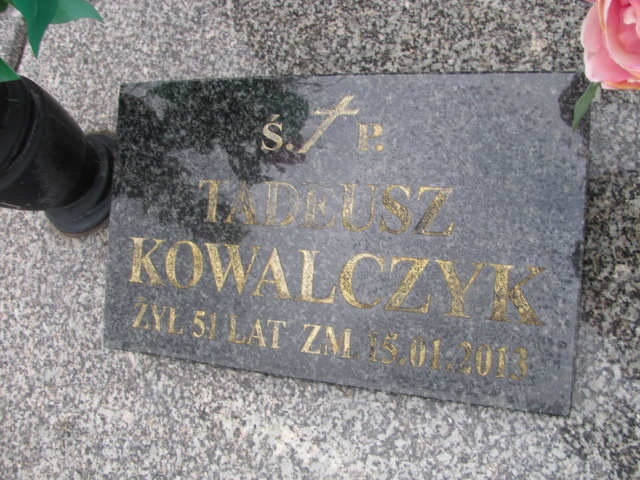 Ś. P.
TADEUSZ
KOWALCZYK
ŻYŁ 51 LAT ZM. 15.01.2013